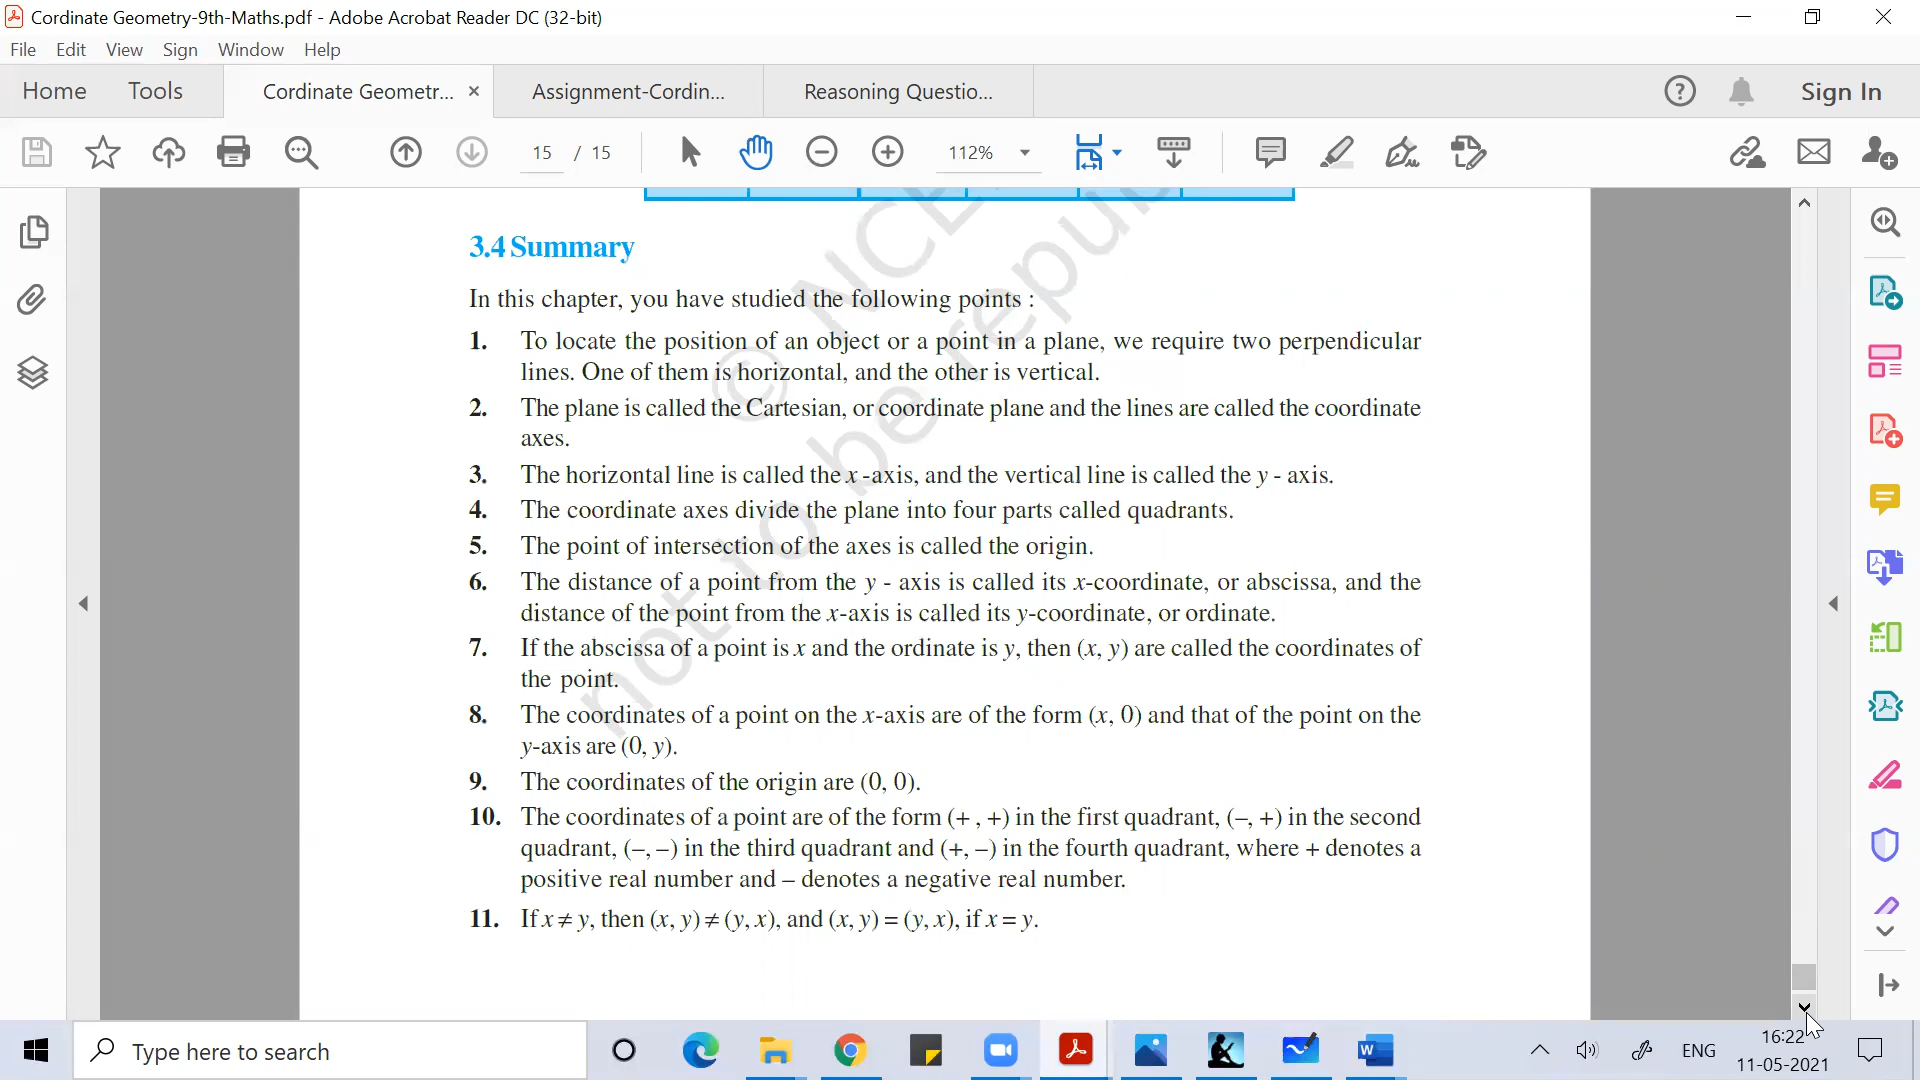 Cordinate Geometry-9th-Maths.pdf - Adobe Acrobat Reader DC (32-bit)
File Edit View Sign Window Help
Home Tools Cordinate Geometr... × Assignment-Cordin... Reasoning Questio... Sign In
15 / 15 112%
3.4 Summary
In this chapter, you have studied the following points :
1. To locate the position of an object or a point in a plane, we require two perpendicular
lines. One of them is horizontal, and the other is vertical.
2. The plane is called the Cartesian, or coordinate plane and the lines are called the coordinate
axes.
3. The horizontal line is called the x -axis, and the vertical line is called the y - axis.
4. The coordinate axes divide the plane into four parts called quadrants.
5. The point of intersection of the axes is called the origin.
6. The distance of a point from the y - axis is called its x-coordinate, or abscissa, and the
distance of the point from the x-axis is called its y-coordinate, or ordinate.
7. If the abscissa of a point is x and the ordinate is y, then (x, y) are called the coordinates of
the point.
8. The coordinates of a point on the x-axis are of the form (x, 0) and that of the point on the
y-axis are (0, y).
9. The coordinates of the origin are (0, 0).
10. The coordinates of a point are of the form (+ , +) in the first quadrant, (–, +) in the second
quadrant, (–, –) in the third quadrant and (+, –) in the fourth quadrant, where + denotes a
positive real number and – denotes a negative real number.
11. If x ≠ y, then (x, y) ≠ (y, x), and (x, y) = (y, x), if x = y.
© NCE
not to be repu
Type here to search
ENG
16:22
11-05-2021